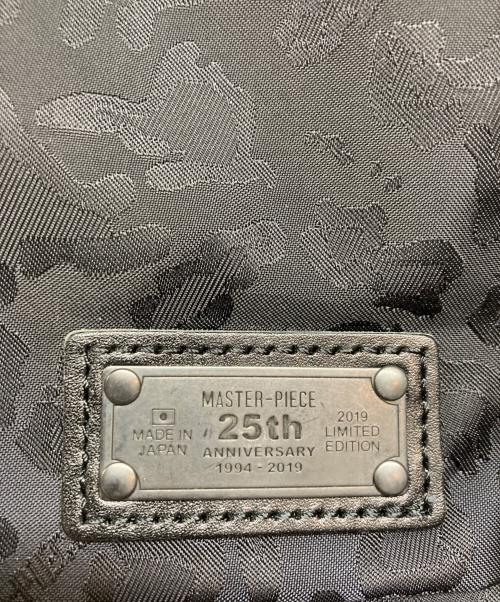 MASTER-PIECE
25th
ANNIVERSARY
1994 - 2019
MADE IN
JAPAN
2019
LIMITED
EDITION